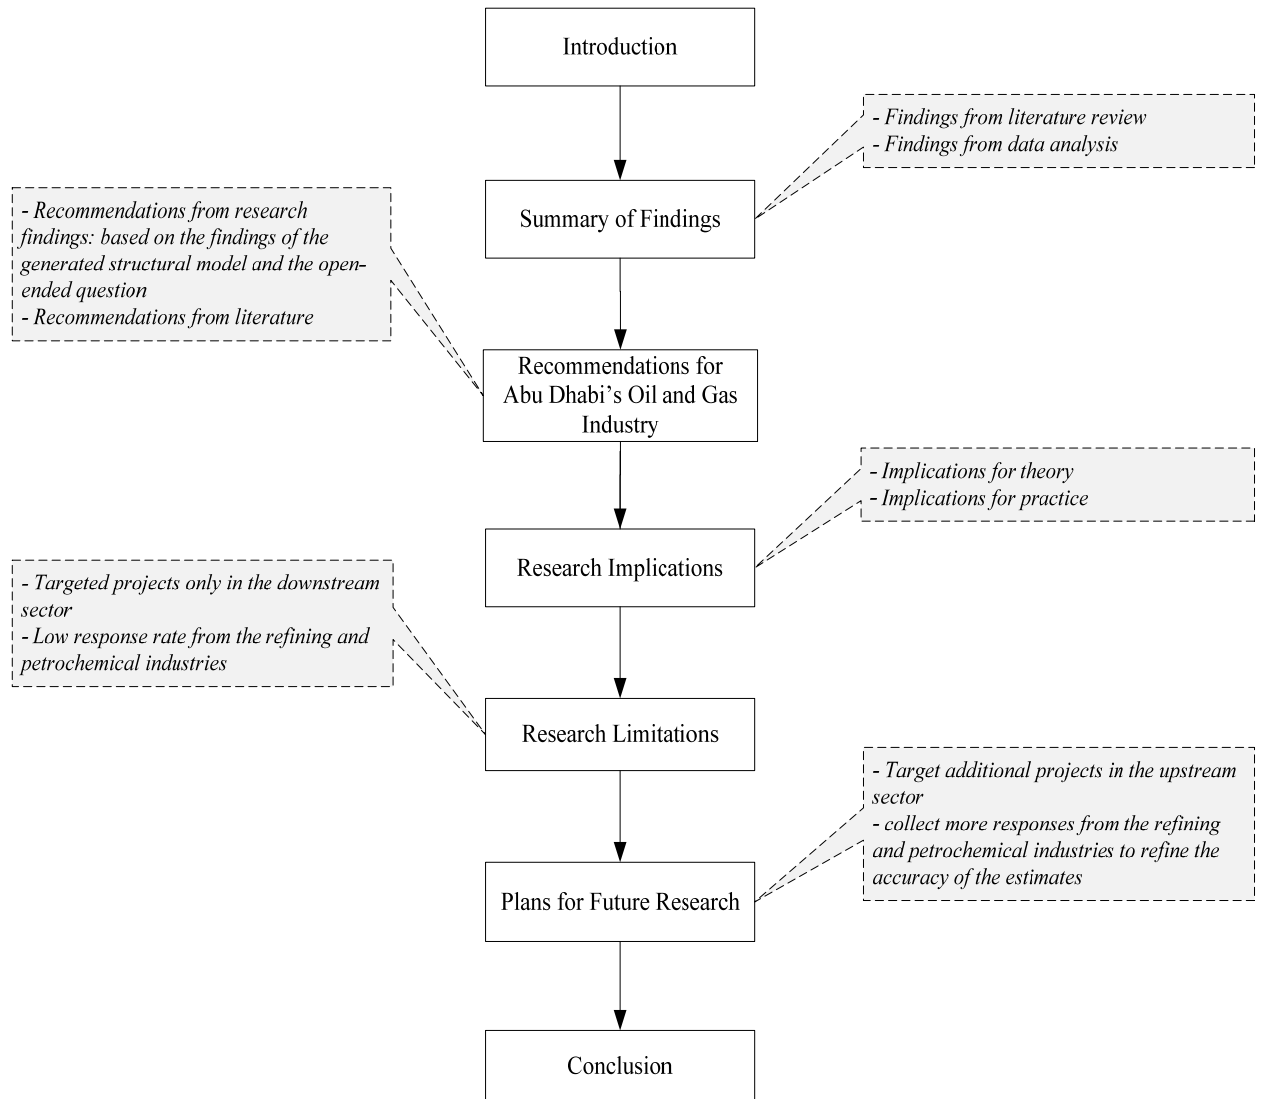 Introduction
- Findings from literature review
- Findings from data analysis
Summary of Findings
- Recommendations from research
findings: based on the findings of the
generated structural model and the open-
ended question
- Recommendations from literature
Recommendations for
Abu Dhabi’s Oil and Gas
Industry
- Implications for theory
- Implications for practice
Research Implications
- Targeted projects only in the downstream
sector
- Low response rate from the refining and
petrochemical industries
Research Limitations
- Target additional projects in the upstream
sector
- collect more responses from the refining
and petrochemical industries to refine the
accuracy of the estimates
Plans for Future Research
Conclusion